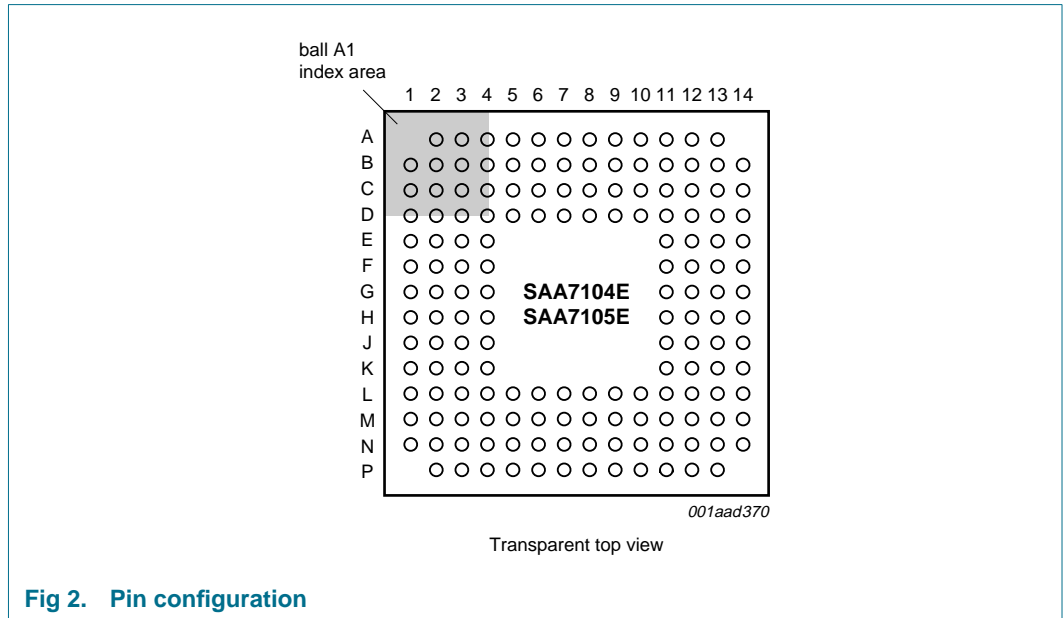 ball A1
index area
1 2 3 4 5 6 7 8 9 10 11 12 13 14
A
B
C
D
E
F
G
H
J
K
L
M
N
P
SAA7104E
SAA7105E
001aad370
Transparent top view
Fig 2. Pin configuration